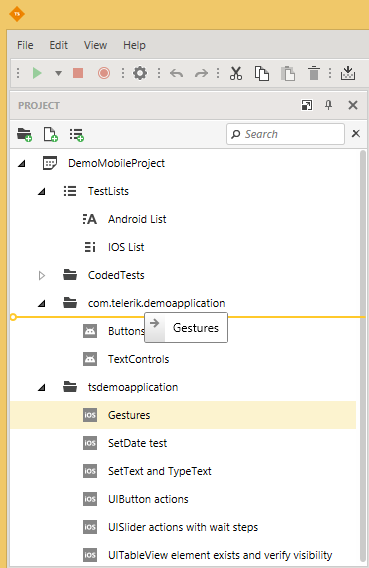 TS
File Edit View Help
PROJECT
Search
DemoMobileProject
TestLists
A Android List
i IOS List
CodedTests
com.telerik.demoapplication
Buttons
Gestures
TextControls
tsdemoapplication
iOS Gestures
iOS SetDate test
iOS SetText and TypeText
iOS UIButton actions
iOS UISlider actions with wait steps
iOS UITableView element exists and verify visibility